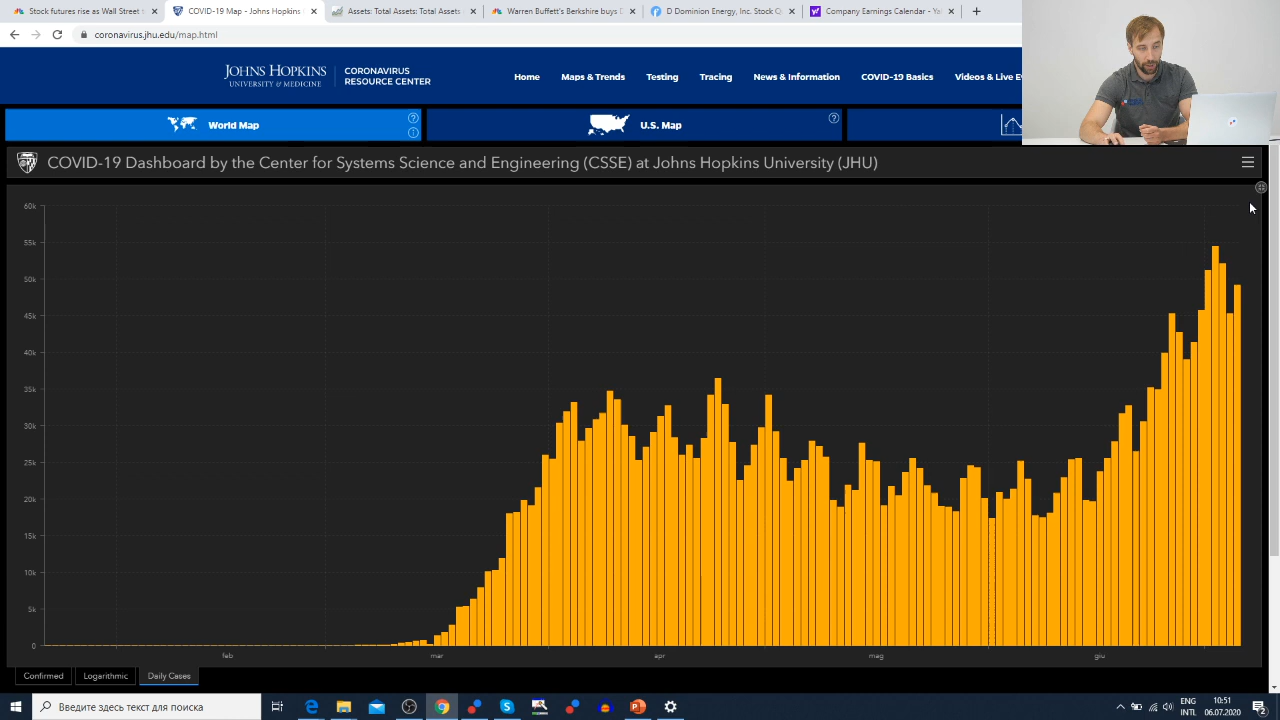 Stock futures rise as Wall Street s
COVID-19 Map - Johns Hopkins
Assets: Total Assets: Total Assets
Warren Buffett's Berkshire buys
D Dominion Energy, Inc. Stock Q
Company Earnings Calendar - Ya
coronavirus.jhu.edu/map.html
JOHNS HOPKINS
UNIVERSITY & MEDICINE
CORONAVIRUS
RESOURCE CENTER
Home
Maps & Trends
Testing
Tracing
News & Information
COVID-19 Basics
Videos & Live Ev
World Map
U.S. Map
COVID-19 Dashboard by the Center for Systems Science and Engineering (CSSE) at Johns Hopkins University (JHU)
60k
55k
50k
45k
40k
35k
30k
25k
20k
15k
10k
5k
0
feb
mar
apr
mag
giu
Confirmed
Logarithmic
Daily Cases
Введите здесь текст для поиска
ENG
INTL
10:51
06.07.2020
2